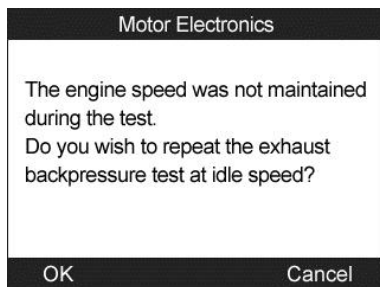 Motor Electronics
The engine speed was not maintained
during the test.
Do you wish to repeat the exhaust
backpressure test at idle speed?
OK
Cancel